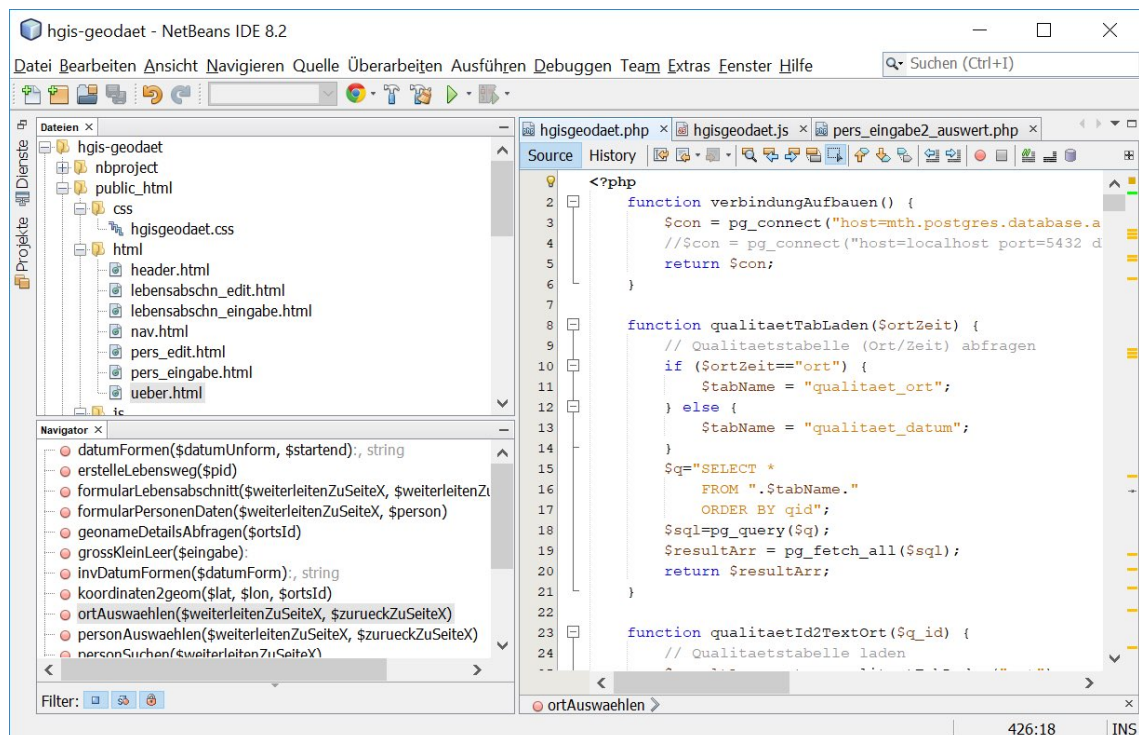 hgis-geodaet - NetBeans IDE 8.2
Datei Bearbeiten Ansicht Navigieren Quelle Überarbeiten Ausführen Debuggen Team Extras Fenster Hilfe
Suchen (Ctrl+I)
Dienste
Projekte
Dateien
hgis-geodaet
nbproject
public_html
css
hgisgeodaet.css
html
header.html
lebensabschn_edit.html
lebensabschn_eingabe.html
nav.html
pers_edit.html
pers_eingabe.html
ueber.html
js
Navigator
datumFormen($datumUnform, $startend):, string
erstelleLebensweg($pid)
formularLebensabschnitt($weiterleitenZuSeiteX, $weiterleitenZu
formularPersonenDaten($weiterleitenZuSeiteX, $person)
geonameDetailsAbfragen($ortsId)
grossKleinLeer($eingabe):
invDatumFormen($datumForm):, string
koordinaten2geom($lat, $lon, $ortsId)
ortAuswaehlen($weiterleitenZuSeiteX, $zurueckZuSeiteX)
personAuswaehlen($weiterleitenZuSeiteX, $zurueckZuSeiteX)
personSuchen($weiterleitenZuSeiteX)
Filter:
hgisgeodaet.php hgisgeodaet.js pers_eingabe2_auswert.php
Source History
<?php
2 function verbindungAufbauen() {
3 $con = pg_connect("host=mth.postgres.database.a
4 //$con = pg_connect("host=localhost port=5432 d
5 return $con;
6 }
7
8 function qualitaetTabLaden($ortZeit) {
9 // Qualitaetstabelle (Ort/Zeit) abfragen
10 if ($ortZeit=="ort") {
11 $tabName = "qualitaet_ort";
12 } else {
13 $tabName = "qualitaet_datum";
14 }
15 $q="SELECT *
16 FROM ".$tabName."
17 ORDER BY qid";
18 $sql=pg_query($q);
19 $resultArr = pg_fetch_all($sql);
20 return $resultArr;
21 }
22
23 function qualitaetId2TextOrt($q_id) {
24 // Qualitaetstabelle laden
ortAuswaehlen
426:18 INS